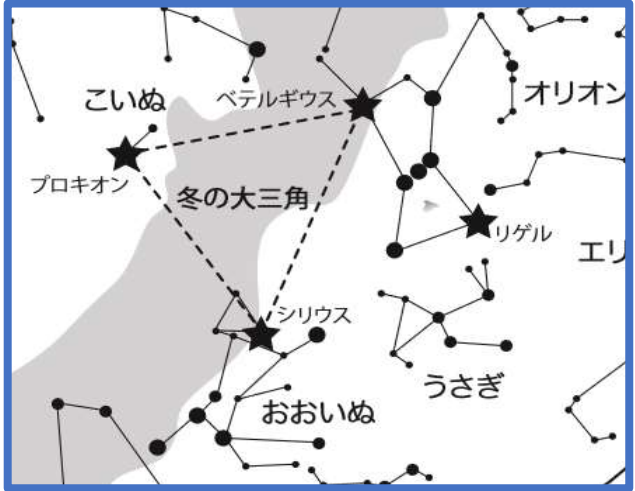 こいぬ
ベテルギウス
オリオン
プロキオン
冬の大三角
リゲル
エリ
シリウス
うさぎ
おおいぬ